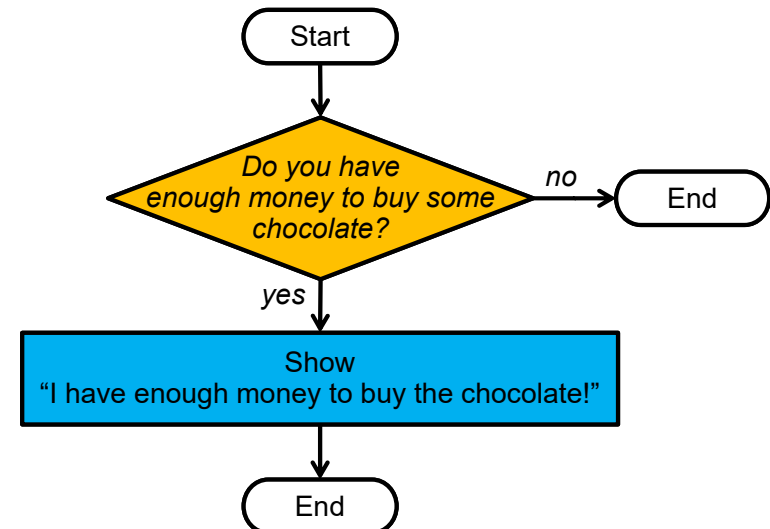 Start
Do you have
enough money to buy some
chocolate?
no
End
yes
Show
“I have enough money to buy the chocolate!”
End